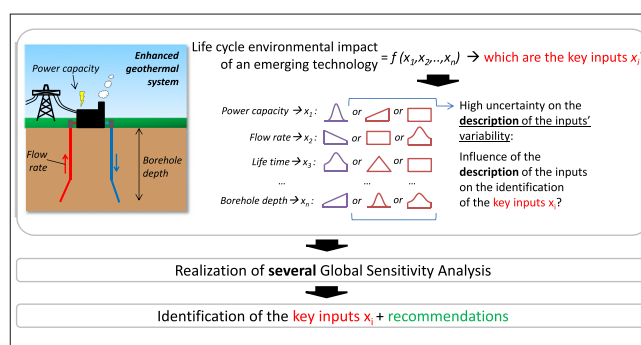 Enhanced
geothermal
system
Power capacity
Flow
rate
Borehole
depth
Life cycle environmental impact
of an emerging technology = f (x1,x2,..,xn) → which are the key inputs xi
Power capacity → x1: or or
Flow rate → x2: or or
Life time → x3: or or
... ... ...
Borehole depth → xn: or or
High uncertainty on the
description of the inputs'
variability:
Influence of the
description of the inputs
on the identification
of the key inputs xi?
Realization of several Global Sensitivity Analysis
Identification of the key inputs xi + recommendations